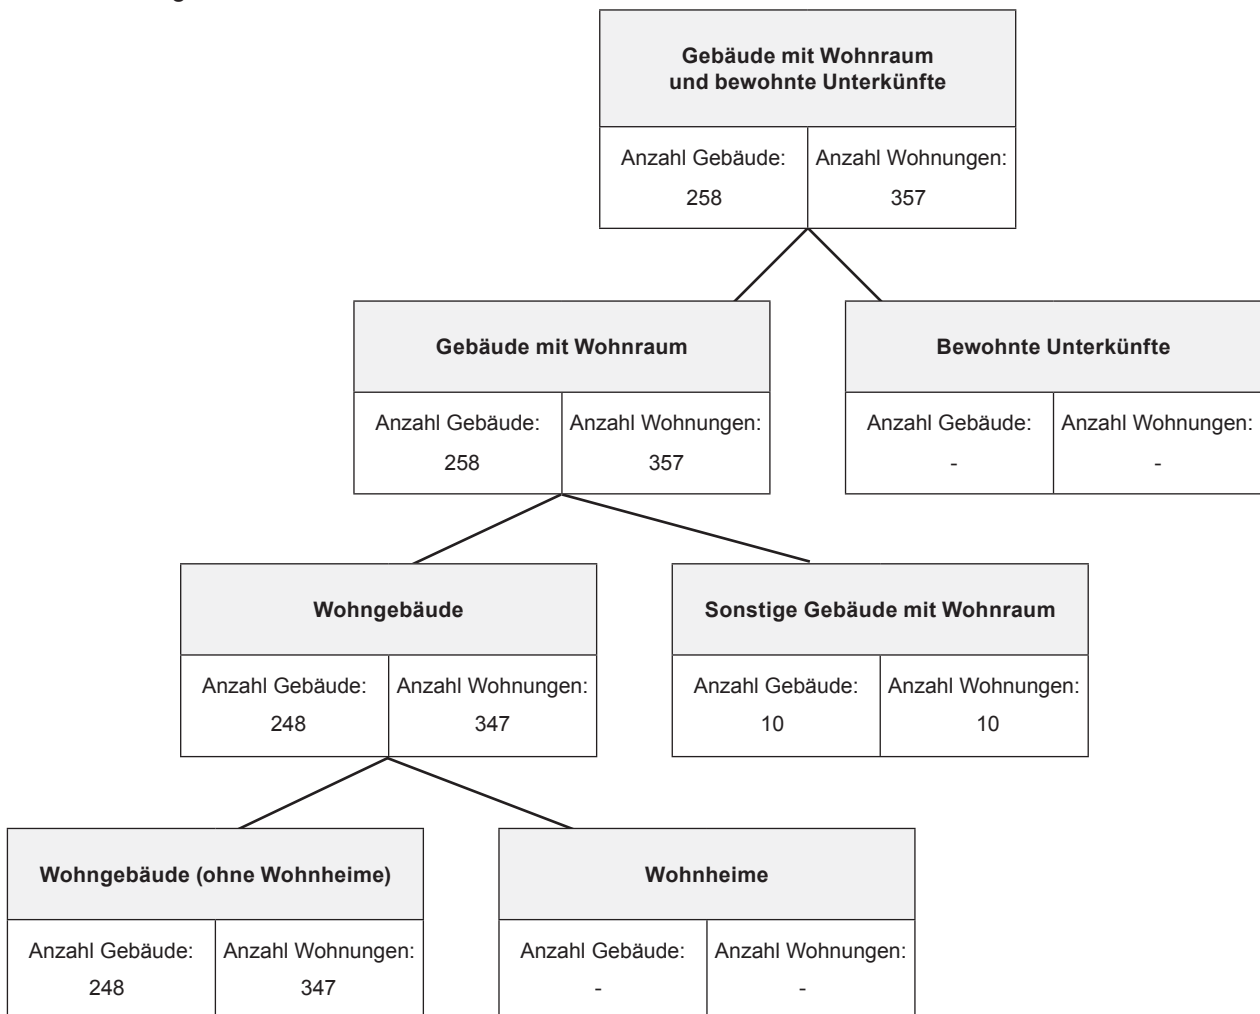 Gebäude mit Wohnraum
und bewohnte Unterkünfte
Anzahl Gebäude: Anzahl Wohnungen:
258 357
Gebäude mit Wohnraum
Anzahl Gebäude: Anzahl Wohnungen:
258 357
Bewohnte Unterkünfte
Anzahl Gebäude: Anzahl Wohnungen:
- -
Wohngebäude
Anzahl Gebäude: Anzahl Wohnungen:
248 347
Sonstige Gebäude mit Wohnraum
Anzahl Gebäude: Anzahl Wohnungen:
10 10
Wohngebäude (ohne Wohnheime)
Anzahl Gebäude: Anzahl Wohnungen:
248 347
Wohnheime
Anzahl Gebäude: Anzahl Wohnungen:
- -